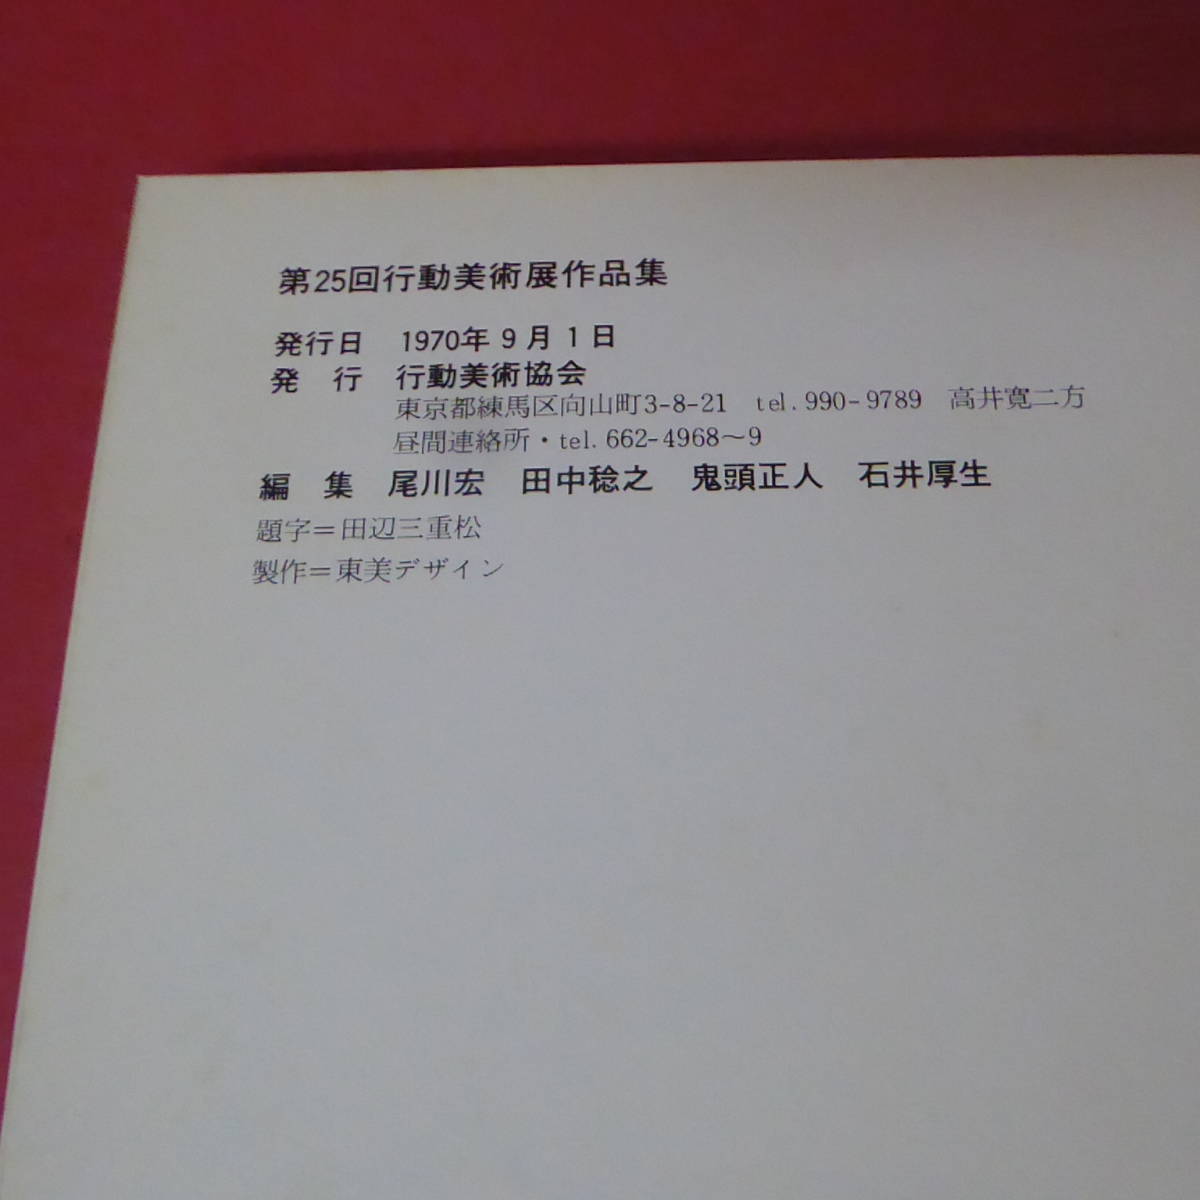 第25回行動美術展作品集
発行日　1970年 9 月 1 日
発　行　行動美術協会
東京都練馬区向山町3-8-21　tel. 990-9789　高井寛二方
昼間連絡所・tel. 662-4968～9
編　集　尾川宏　田中稔之　鬼頭正人　石井厚生
題字＝田辺三重松
製作＝東美デザイン